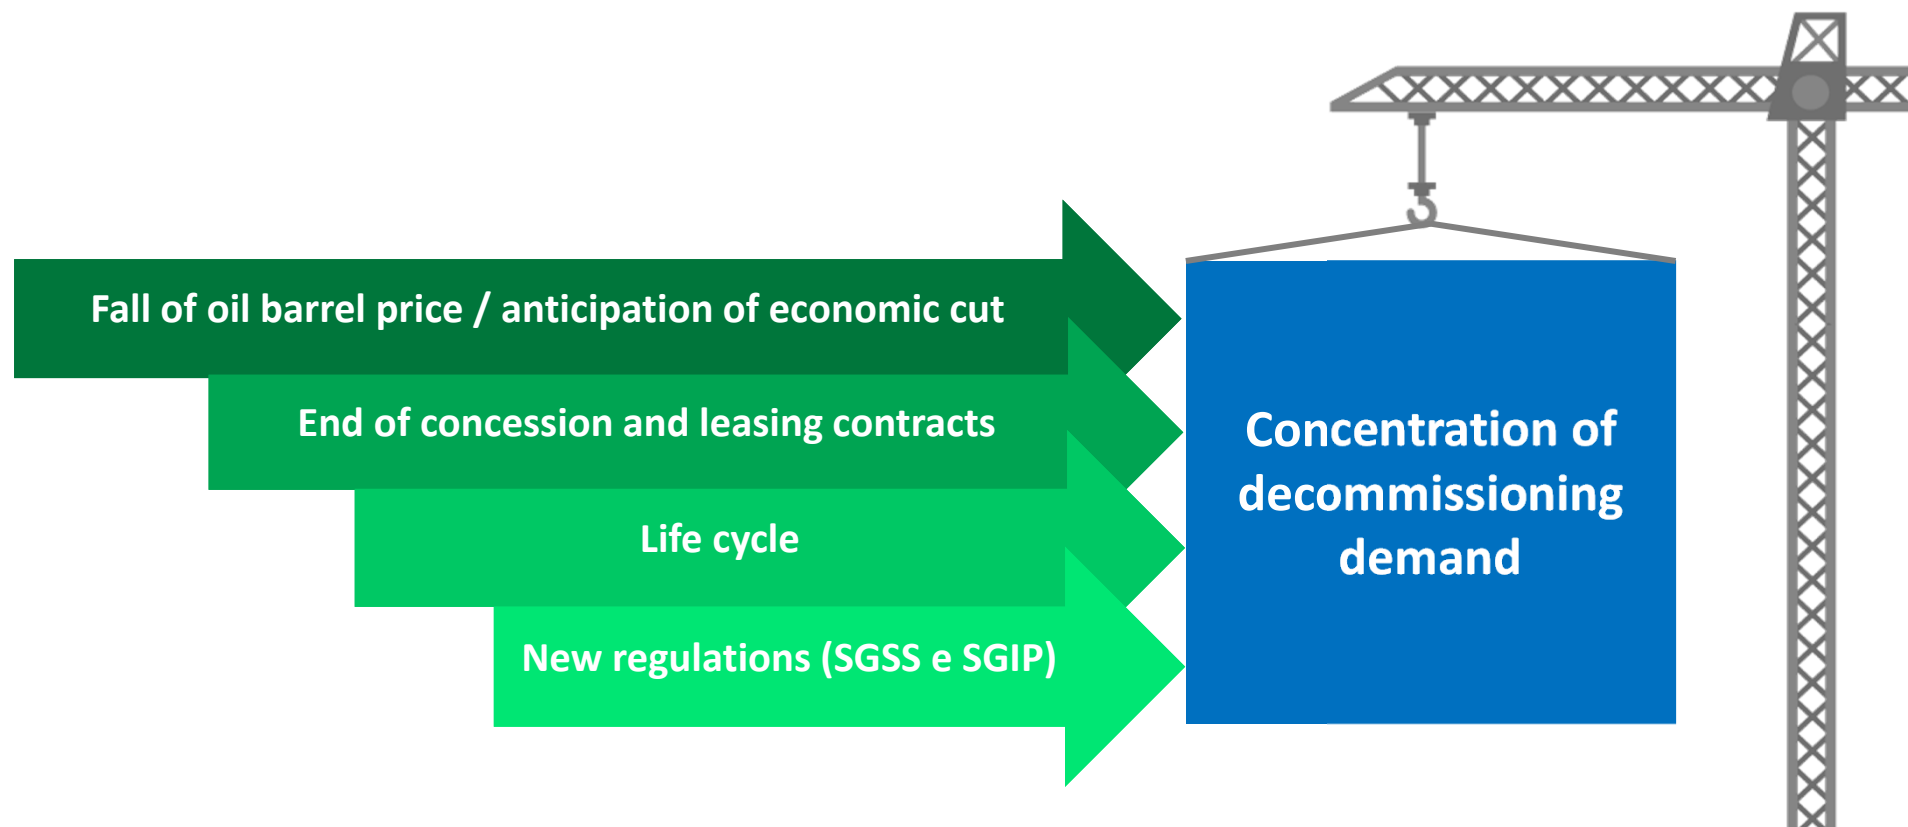 Fall of oil barrel price / anticipation of economic cut
End of concession and leasing contracts
Life cycle
New regulations (SGSS e SGIP)
Concentration of
decommissioning
demand